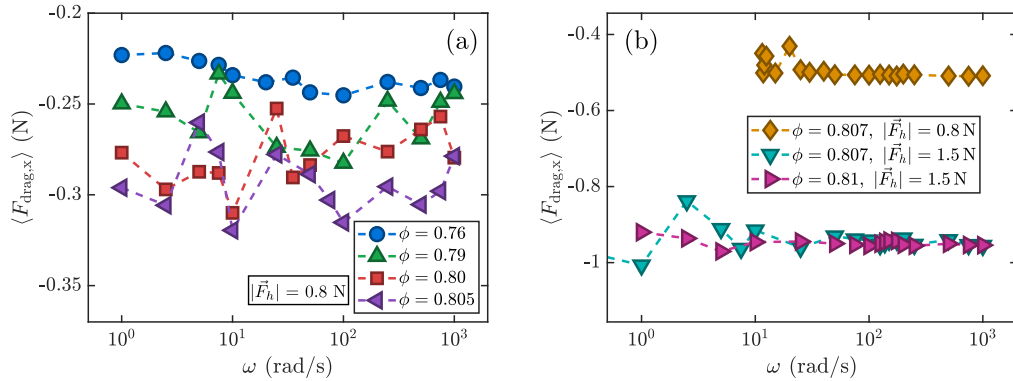 (a)
-0.2
-0.25
-0.3
-0.35
⟨F_drag,x⟩ (N)
10^0
10^1
10^2
10^3
ω (rad/s)
|F⃗_h| = 0.8 N
ϕ = 0.76
ϕ = 0.79
ϕ = 0.80
ϕ = 0.805
(b)
-0.4
-0.6
-0.8
-1
⟨F_drag,x⟩ (N)
10^0
10^1
10^2
10^3
ω (rad/s)
ϕ = 0.807, |F⃗_h| = 0.8 N
ϕ = 0.807, |F⃗_h| = 1.5 N
ϕ = 0.81, |F⃗_h| = 1.5 N